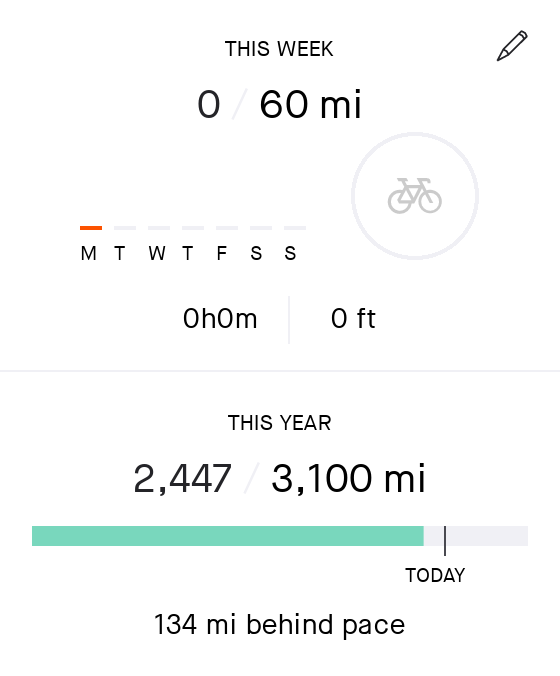 THIS WEEK
0 / 60 mi
M T W T F S S
0h0m 0 ft
THIS YEAR
2,447 / 3,100 mi
TODAY
134 mi behind pace